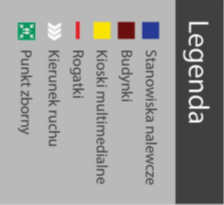 Legenda
Stanowiska nalewcze
Budynki
Kioski multimedialne
Rogatki
Kierunek ruchu
Punkt zborny